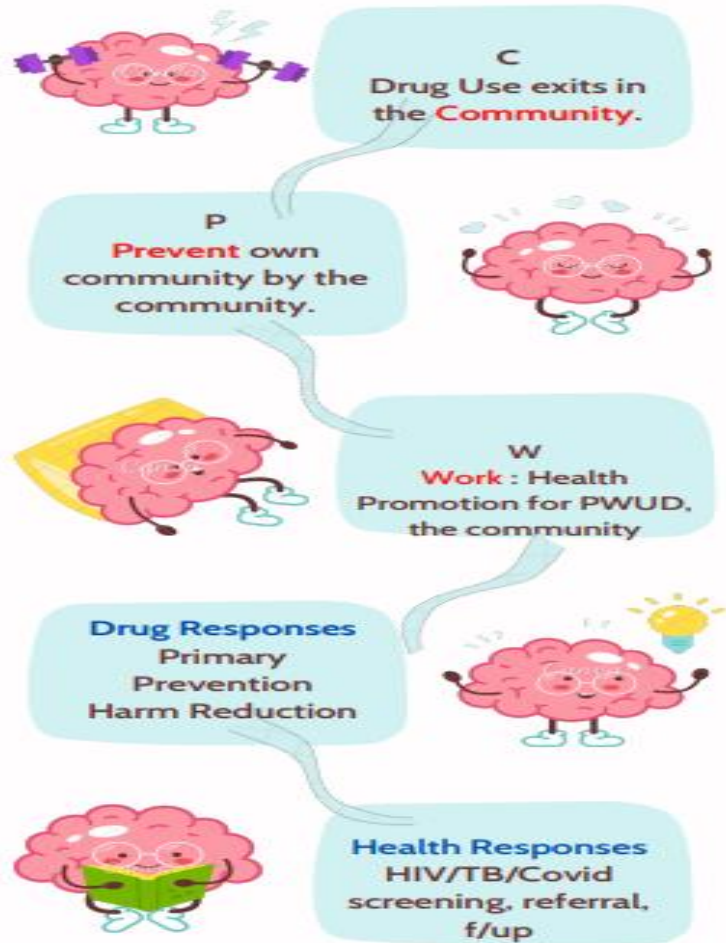 C
Drug Use exits in
the Community.
P
Prevent own
community by the
community.
W
Work : Health
Promotion for PWUD,
the community
Drug Responses
Primary
Prevention
Harm Reduction
Health Responses
HIV/TB/Covid
screening, referral,
f/up